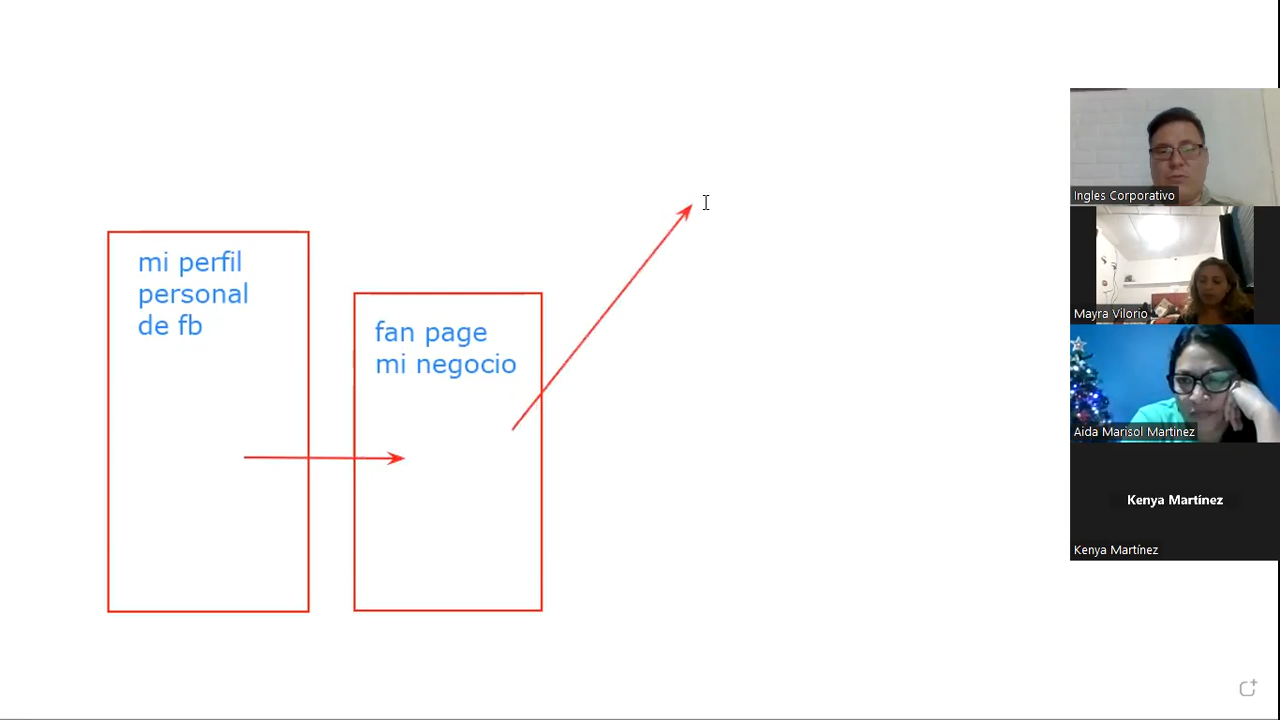 mi perfil
personal
de fb
fan page
mi negocio
Ingles Corporativo
Mayra Vilorio
Aida Marisol Martinez
Kenya Martínez
Kenya Martínez